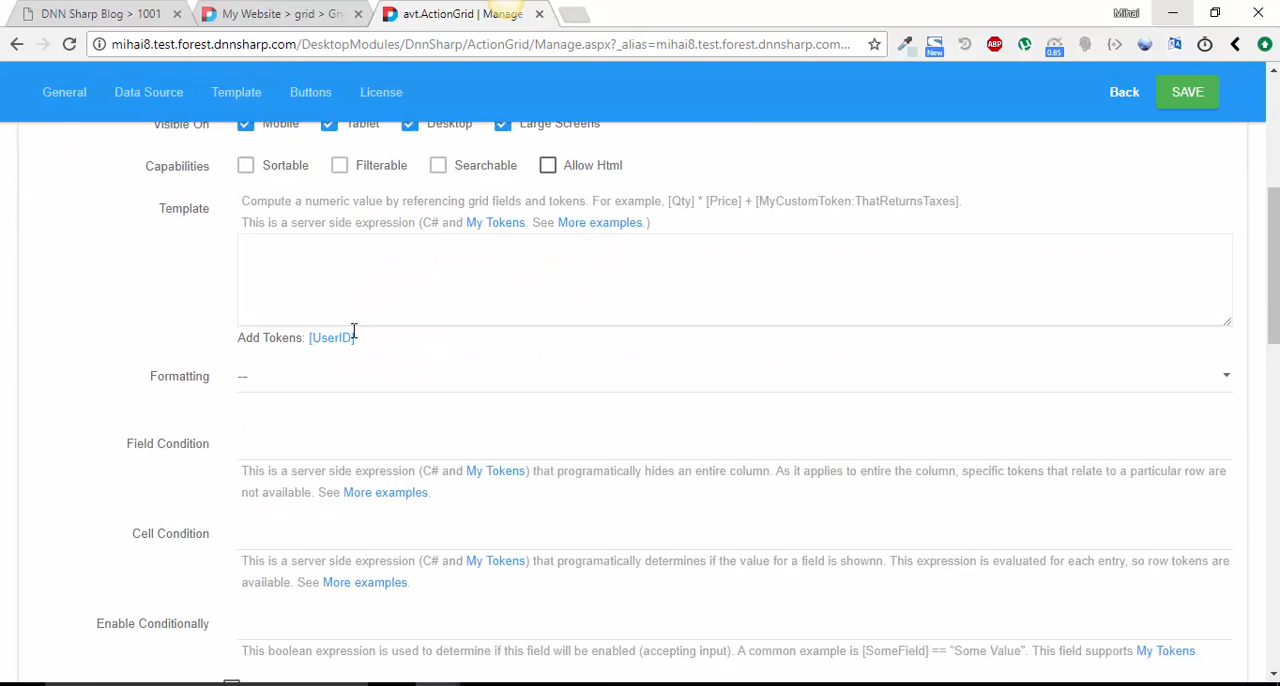 DNN Sharp Blog > 1001
My Website > grid > Gr
avt.ActionGrid | Manage
Mihai
mihai8.test.forest.dnnsharp.com/DesktopModules/DnnSharp/ActionGrid/Manage.aspx?_alias=mihai8.test.forest.dnnsharp.com...
New
ABP
0.85
General Data Source Template Buttons License Back SAVE
Visible On Mobile Tablet Desktop Large Screens
Capabilities Sortable Filterable Searchable Allow Html
Template Compute a numeric value by referencing grid fields and tokens. For example, [Qty] * [Price] + [MyCustomToken:ThatReturnsTaxes].
This is a server side expression (C# and My Tokens. See More examples.)
Add Tokens: [UserID]
Formatting --
Field Condition
This is a server side expression (C# and My Tokens) that programatically hides an entire column. As it applies to entire the column, specific tokens that relate to a particular row are
not available. See More examples.
Cell Condition
This is a server side expression (C# and My Tokens) that programatically determines if the value for a field is shownn. This expression is evaluated for each entry, so row tokens are
available. See More examples.
Enable Conditionally
This boolean expression is used to determine if this field will be enabled (accepting input). A common example is [SomeField] == "Some Value". This field supports My Tokens.